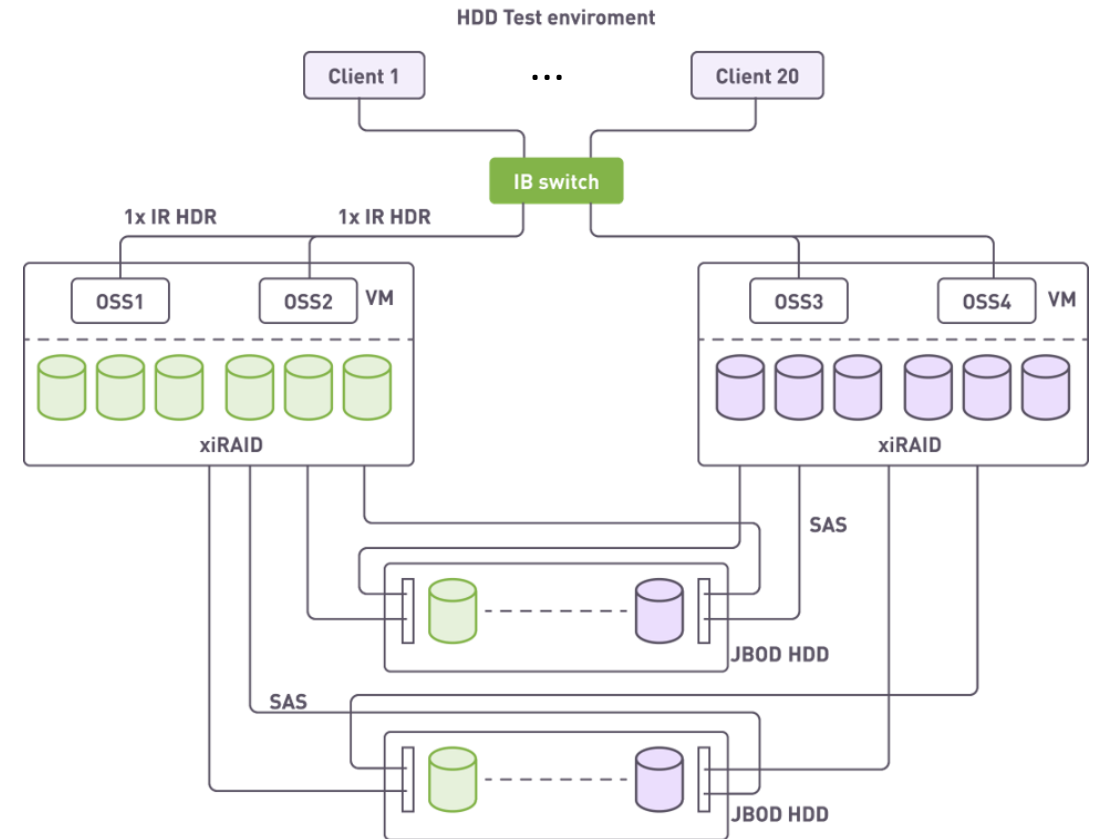 HDD Test enviroment
Client 1
...
Client 20
IB switch
1x IR HDR
1x IR HDR
OSS1
OSS2
VM
OSS3
OSS4
VM
xiRAID
xiRAID
SAS
JBOD HDD
SAS
JBOD HDD